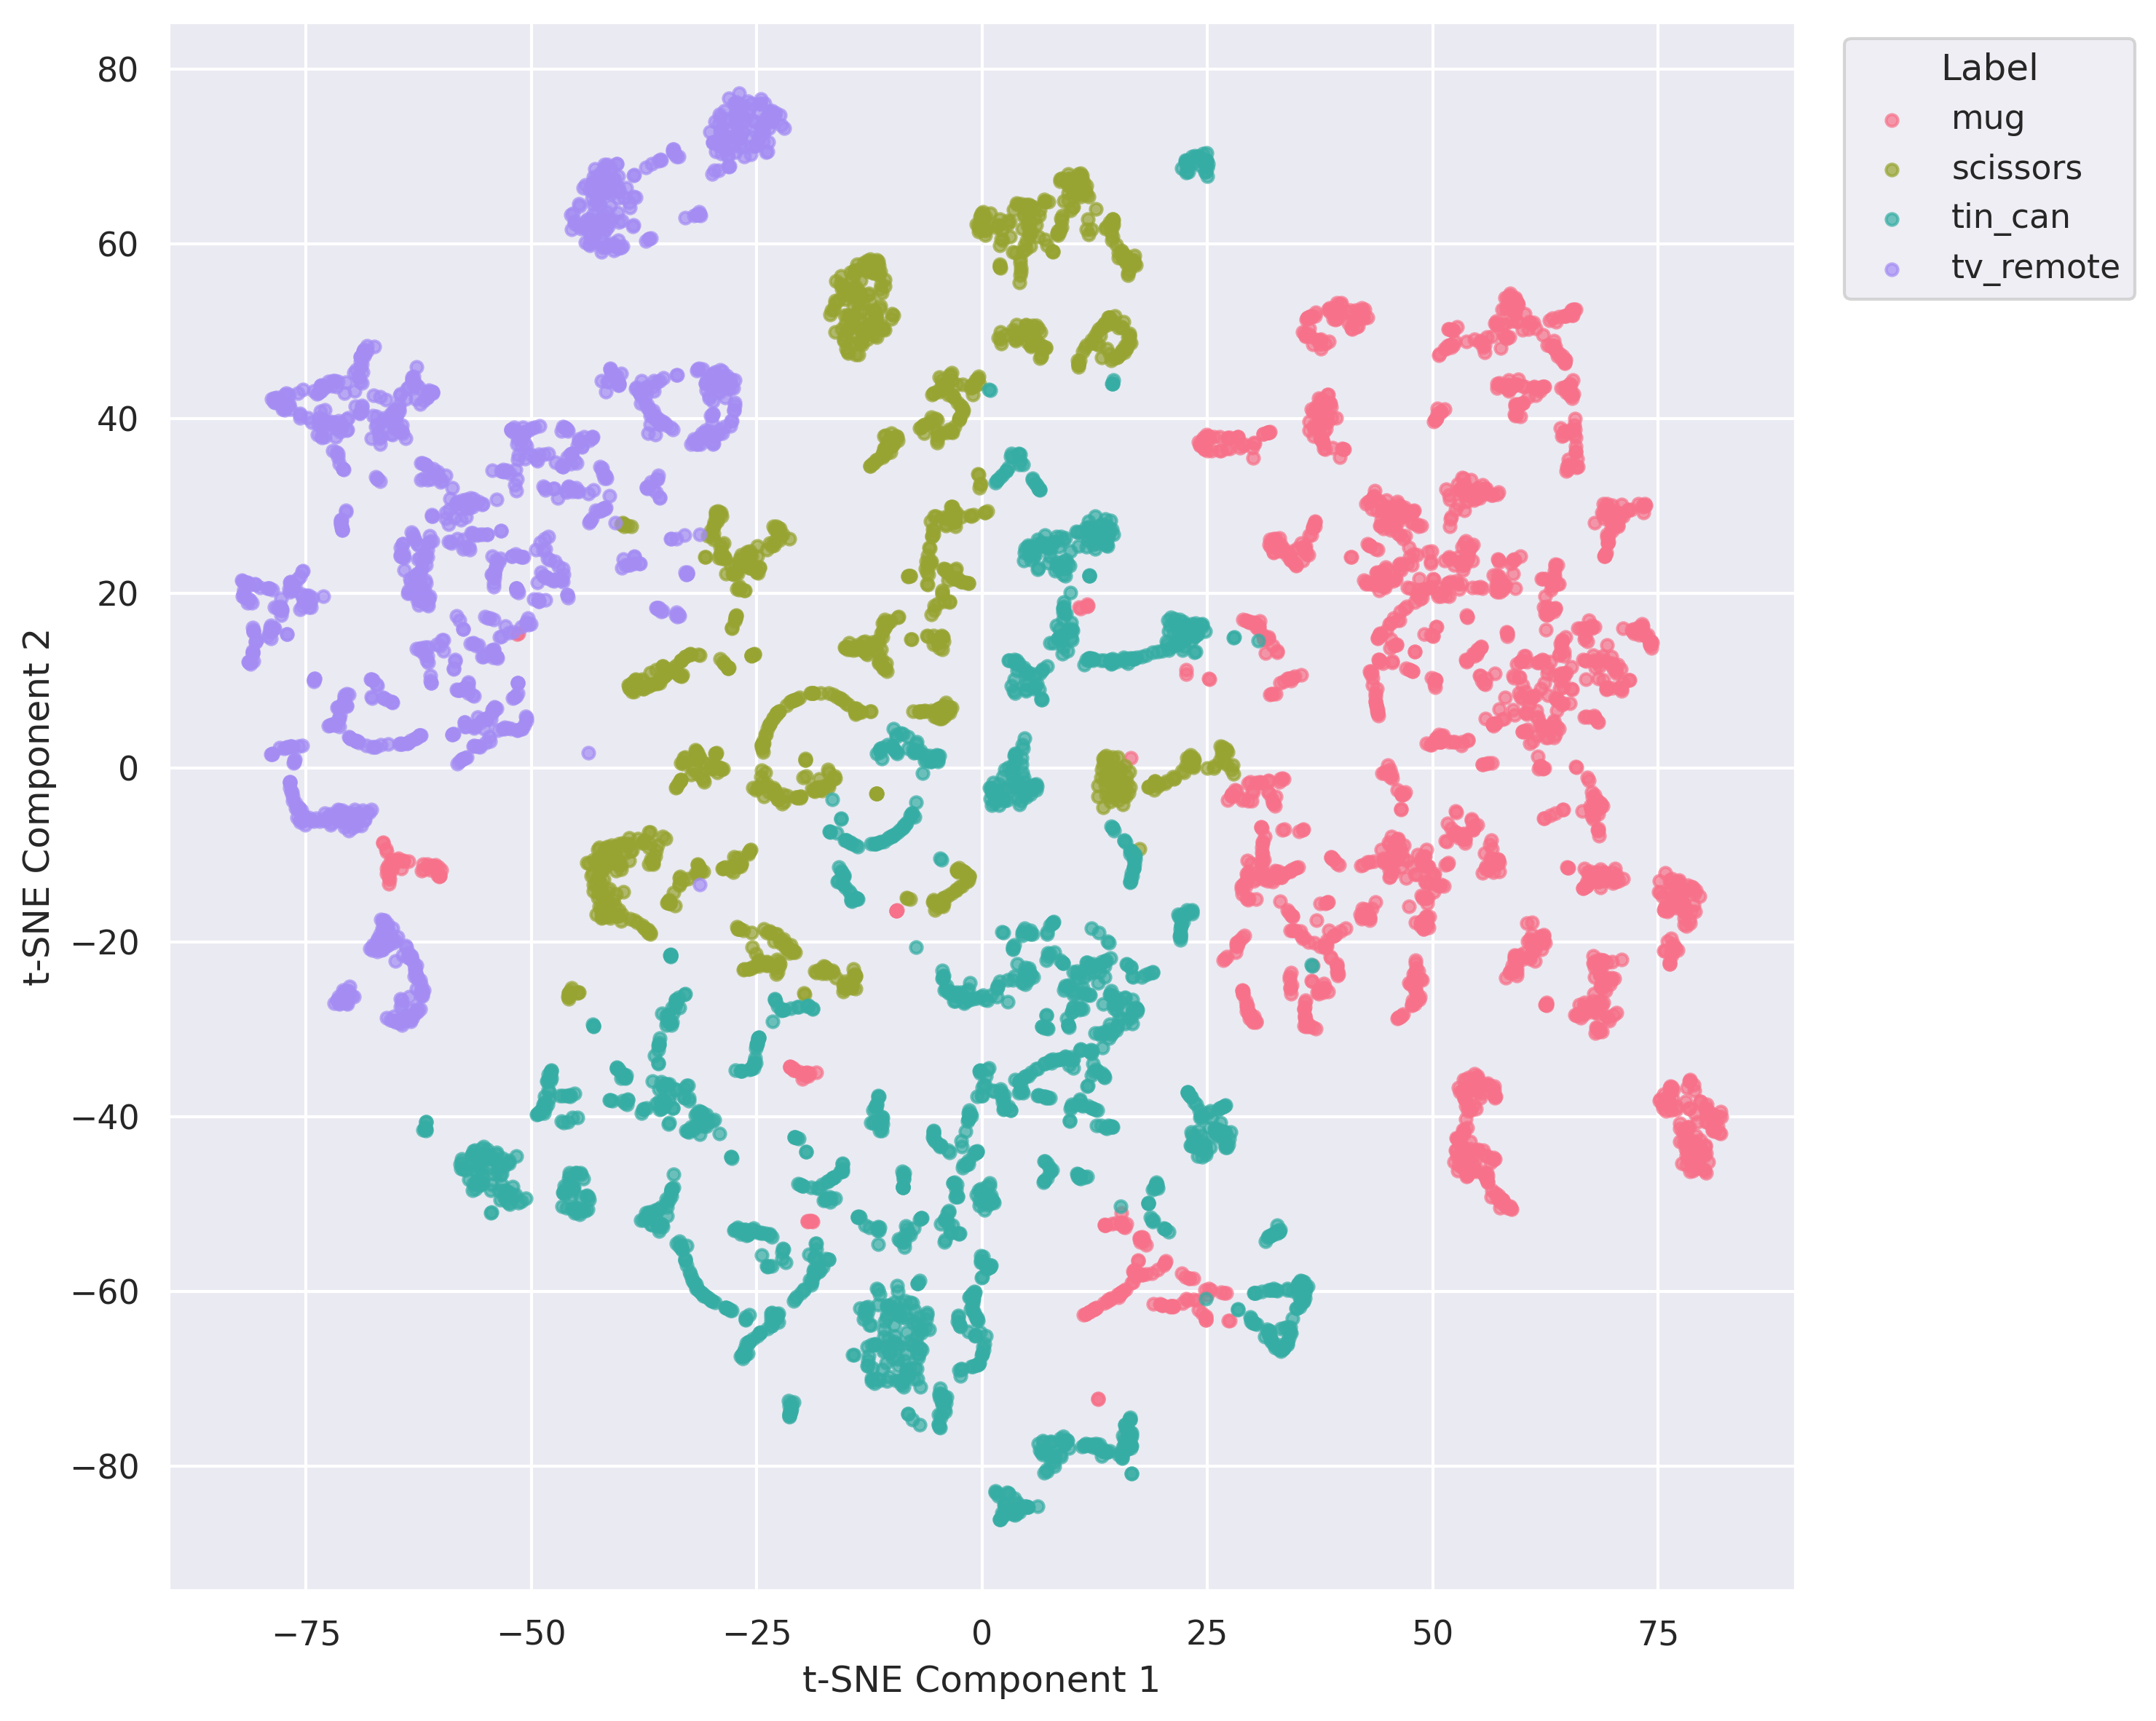 Label
mug
scissors
tin_can
tv_remote
80
60
40
20
0
−20
−40
−60
−80
t-SNE Component 2
−75
−50
−25
0
25
50
75
t-SNE Component 1